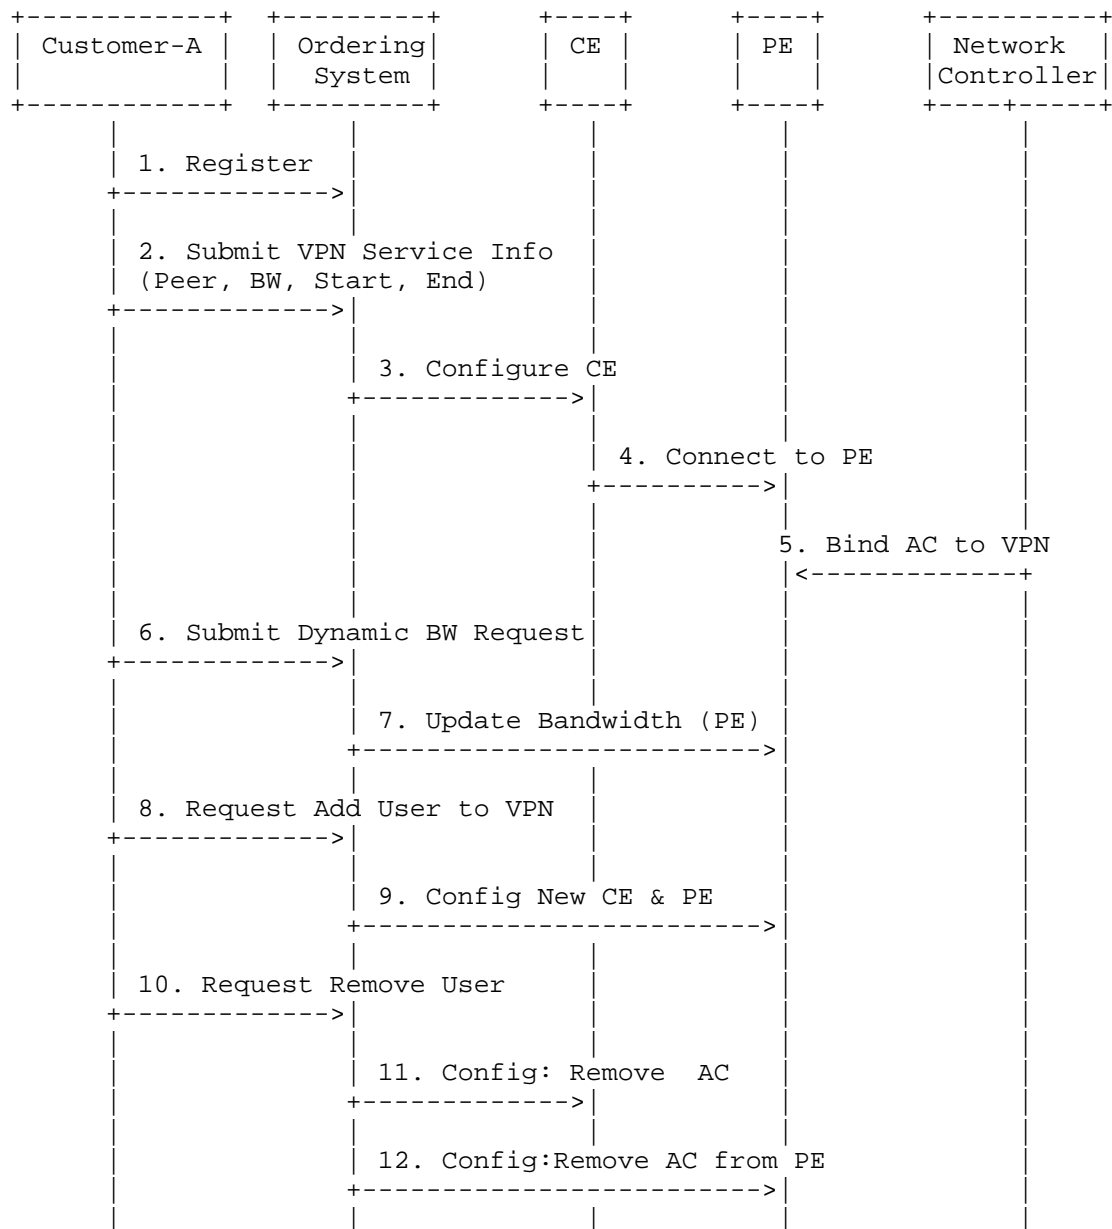 Customer-A Ordering CE PE Network
System Controller
1. Register
2. Submit VPN Service Info
(Peer, BW, Start, End)
3. Configure CE
4. Connect to PE
5. Bind AC to VPN
6. Submit Dynamic BW Request
7. Update Bandwidth (PE)
8. Request Add User to VPN
9. Config New CE & PE
10. Request Remove User
11. Config: Remove  AC
12. Config:Remove AC from PE